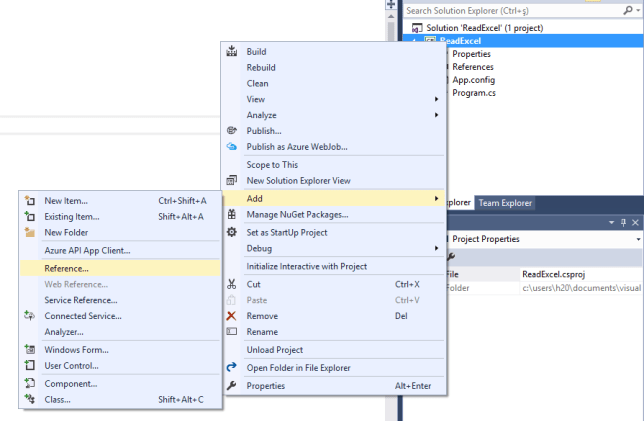 Search Solution Explorer (Ctrl+ş)
Solution 'ReadExcel' (1 project)
ReadExcel
Properties
References
App.config
Program.cs
Build
Rebuild
Clean
View
Analyze
Publish...
Publish as Azure WebJob...
Scope to This
New Solution Explorer View
Add
Manage NuGet Packages...
Set as StartUp Project
Debug
Initialize Interactive with Project
Cut Ctrl+X
Paste Ctrl+V
Remove Del
Rename
Unload Project
Open Folder in File Explorer
Properties Alt+Enter
New Item... Ctrl+Shift+A
Existing Item... Shift+Alt+A
New Folder
Azure API App Client...
Reference...
Web Reference...
Service Reference...
Connected Service...
Analyzer...
Windows Form...
User Control...
Component...
Class... Shift+Alt+C
plorer Team Explorer
Project Properties
File ReadExcel.csproj
Folder c:\users\h20\documents\visual